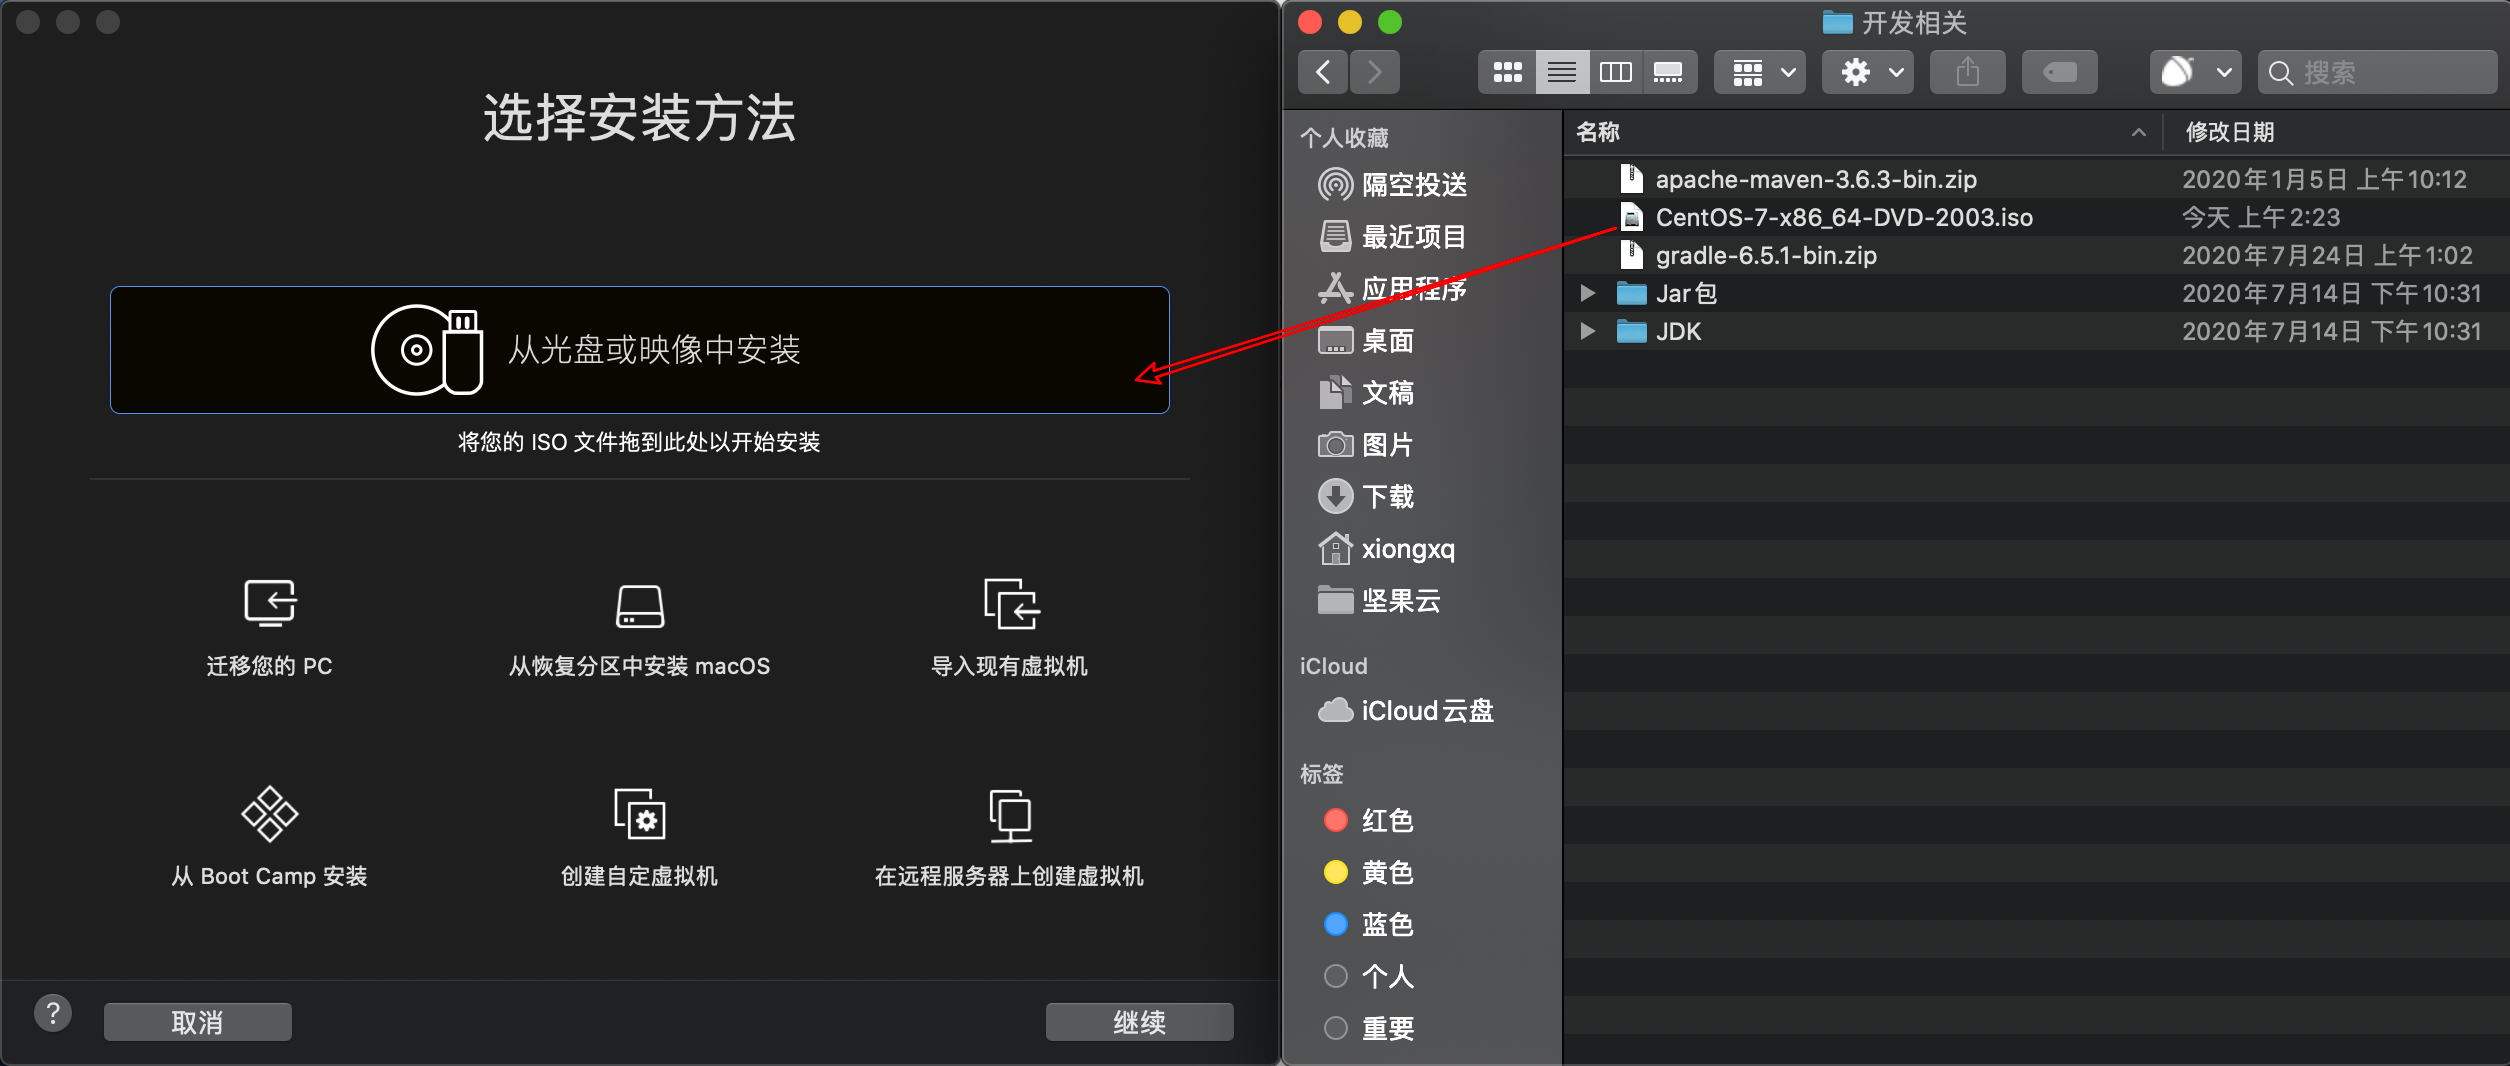 选择安装方法
从光盘或映像中安装
将您的 ISO 文件拖到此处以开始安装
迁移您的 PC
从恢复分区中安装 macOS
导入现有虚拟机
从 Boot Camp 安装
创建自定虚拟机
在远程服务器上创建虚拟机
?
取消
继续
开发相关
搜索
个人收藏
隔空投送
最近项目
应用程序
桌面
文稿
图片
下载
xiongxq
坚果云
iCloud
iCloud云盘
标签
红色
黄色
蓝色
个人
重要
名称 修改日期
apache-maven-3.6.3-bin.zip 2020年1月5日 上午10:12
CentOS-7-x86_64-DVD-2003.iso 今天 上午2:23
gradle-6.5.1-bin.zip 2020年7月24日 上午1:02
Jar包 2020年7月14日 下午10:31
JDK 2020年7月14日 下午10:31